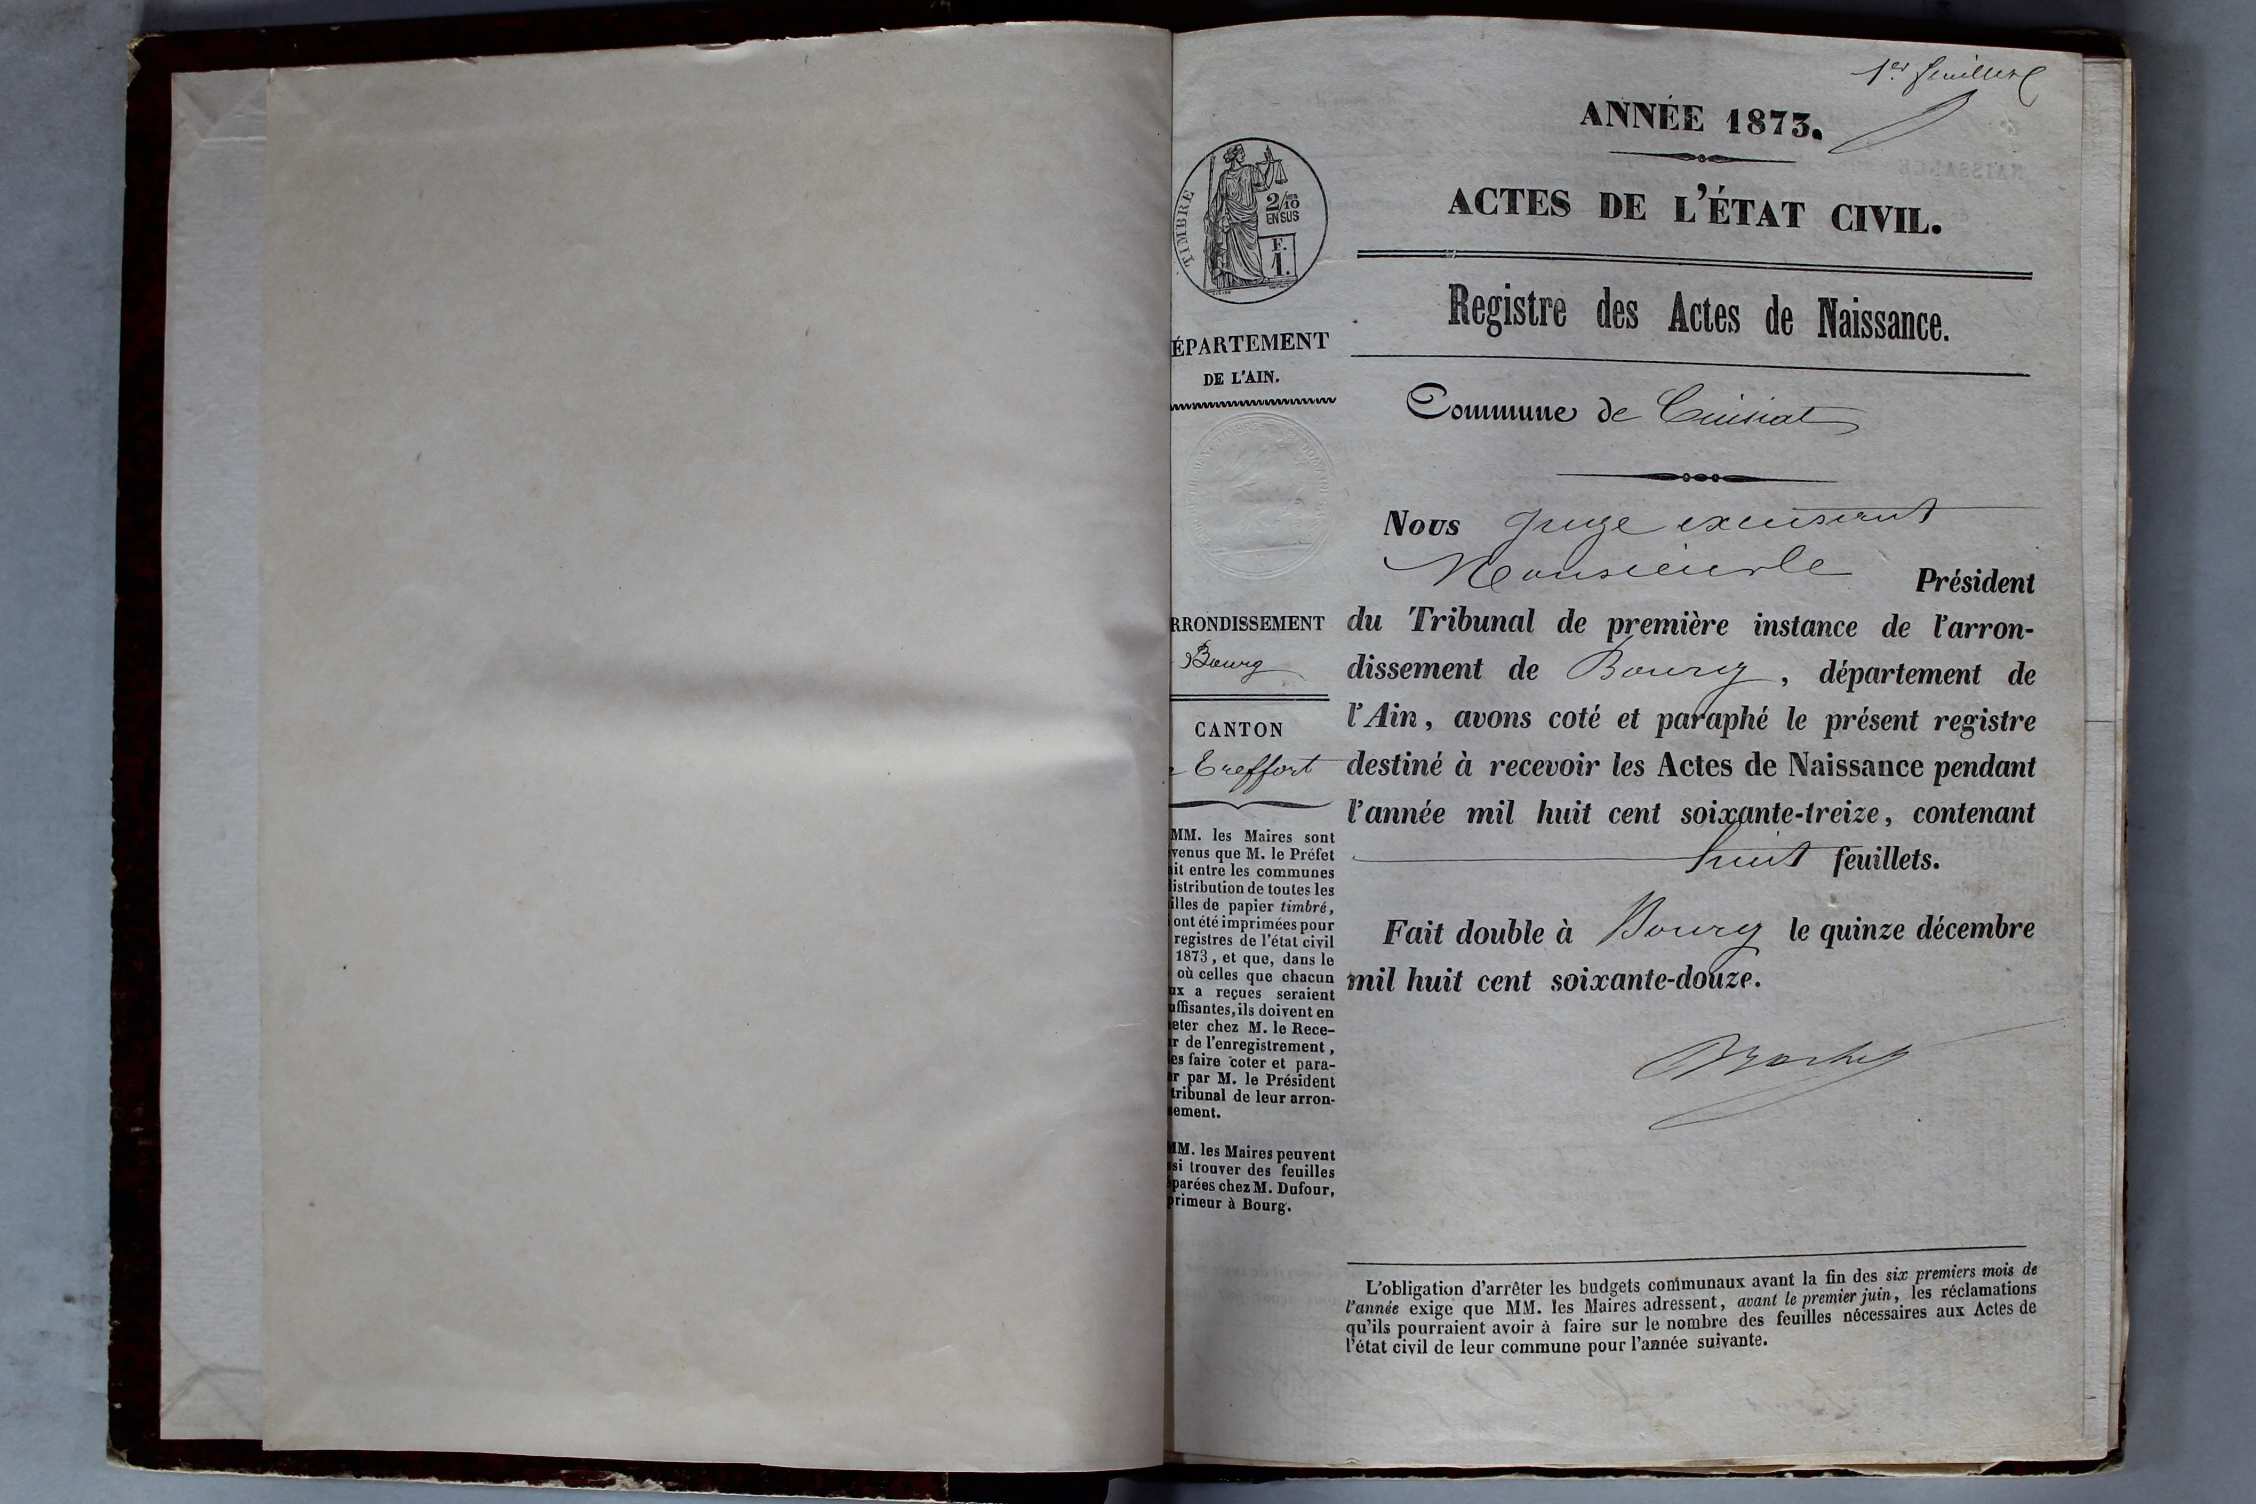 1er feuillet
ANNÉE 1873.
ACTES DE L'ÉTAT CIVIL.
Registre des Actes de Naissance.
Commune de Cuisiat
Nous Juge excusant
Monsieur le Président
du Tribunal de première instance de l'arron-
dissement de Bourg, département de
l'Ain, avons coté et paraphé le présent registre
destiné à recevoir les Actes de Naissance pendant
l'année mil huit cent soixante-treize, contenant
huit feuillets.
Fait double à Bourg le quinze décembre
mil huit cent soixante-douze.
L'obligation d'arrêter les budgets communaux avant la fin des six premiers mois de
l'année exige que MM. les Maires adressent, avant le premier juin, les réclamations
qu'ils pourraient avoir à faire sur le nombre des feuilles nécessaires aux Actes de
l'état civil de leur commune pour l'année suivante.
TIMBRE
2/10es
EN SUS
F.
1.
ÉPARTEMENT
DE L'AIN.
RRONDISSEMENT
Bourg
CANTON
Treffort
MM. les Maires sont
venus que M. le Préfet
it entre les communes
istribution de toutes les
illes de papier timbré,
ont été imprimées pour
registres de l'état civil
1873, et que, dans le
où celles que chacun
ux a reçues seraient
ffisantes, ils doivent en
eter chez M. le Rece-
r de l'enregistrement,
es faire coter et para-
r par M. le Président
tribunal de leur arron-
ement.
MM. les Maires peuvent
si trouver des feuilles
parées chez M. Dufour,
primeur à Bourg.